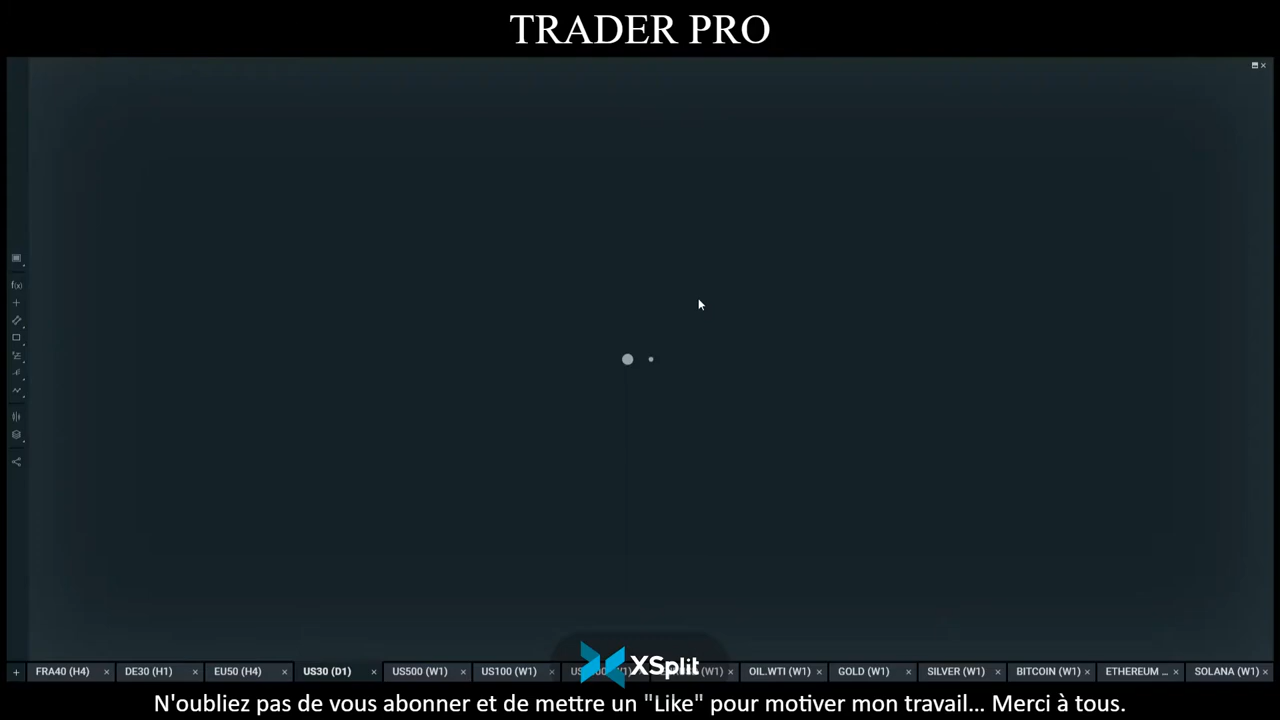 TRADER PRO
f(x)
FRA40 (H4) DE30 (H1) EU50 (H4) US30 (D1) US500 (W1) US100 (W1) (W1) OIL.WTI (W1) GOLD (W1) SILVER (W1) BITCOIN (W1) ETHEREUM ... SOLANA (W1)
XSplit
N'oubliez pas de vous abonner et de mettre un "Like" pour motiver mon travail... Merci à tous.